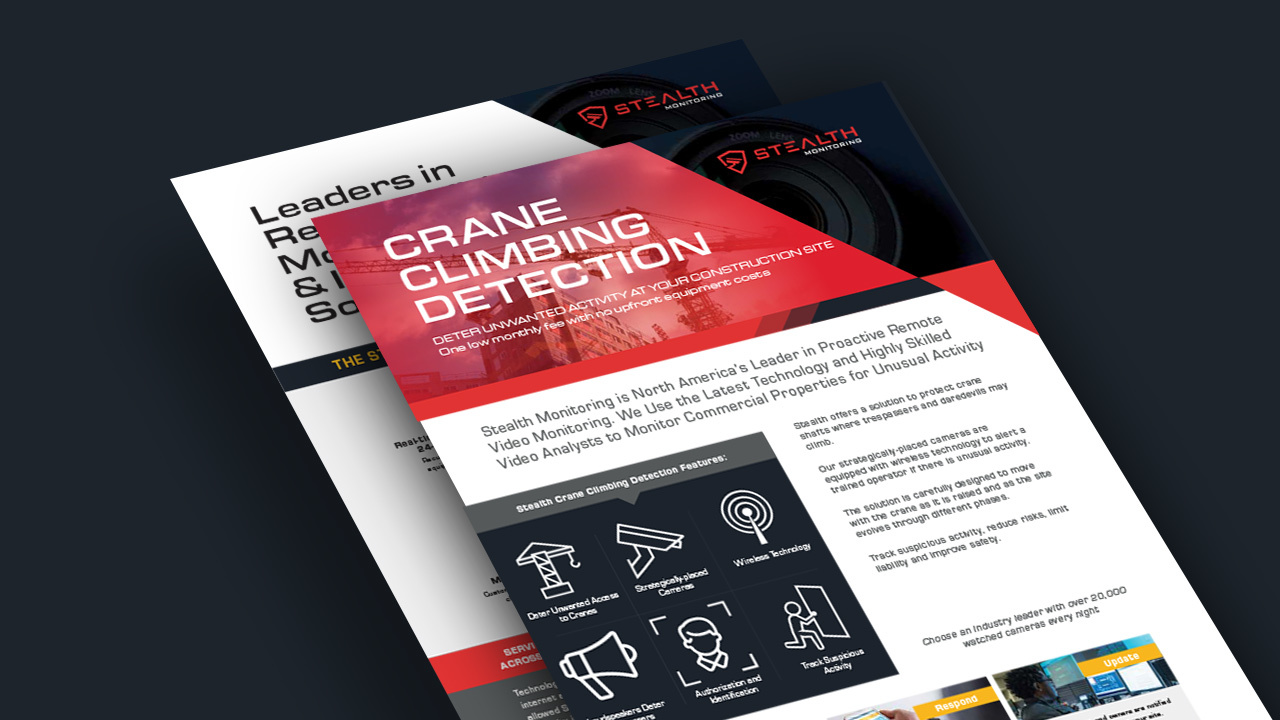 ZOOM LENS
STEALTH
MONITORING
Leaders in
& I
THE
ZOOM LENS
STEALTH
MONITORING
CRANE
CLIMBING
DETECTION
DETER UNWANTED ACTIVITY AT YOUR CONSTRUCTION SITE
One low monthly fee with no upfront equipment costs
Stealth Monitoring is North America's Leader in Proactive Remote
Video Monitoring. We Use the Latest Technology and Highly Skilled
Video Analysts to Monitor Commercial Properties for Unusual Activity
Stealth Crane Climbing Detection Features:
Deter Unwanted Access
to Cranes
Strategically-placed
Cameras
Wireless Technology
Loudspeakers Deter
Authorization and
Identification
Track Suspicious
Activity
Stealth offers a solution to protect crane
shafts where trespassers and daredevils may
climb.
Our strategically-placed cameras are
equipped with wireless technology to alert a
trained operator if there is unusual activity.
The solution is carefully designed to move
with the crane as it is raised and as the site
evolves through different phases.
Track suspicious activity, reduce risks, limit
liability and improve safety.
Choose an industry leader with over 20,000
watched cameras every night
Respond
Update